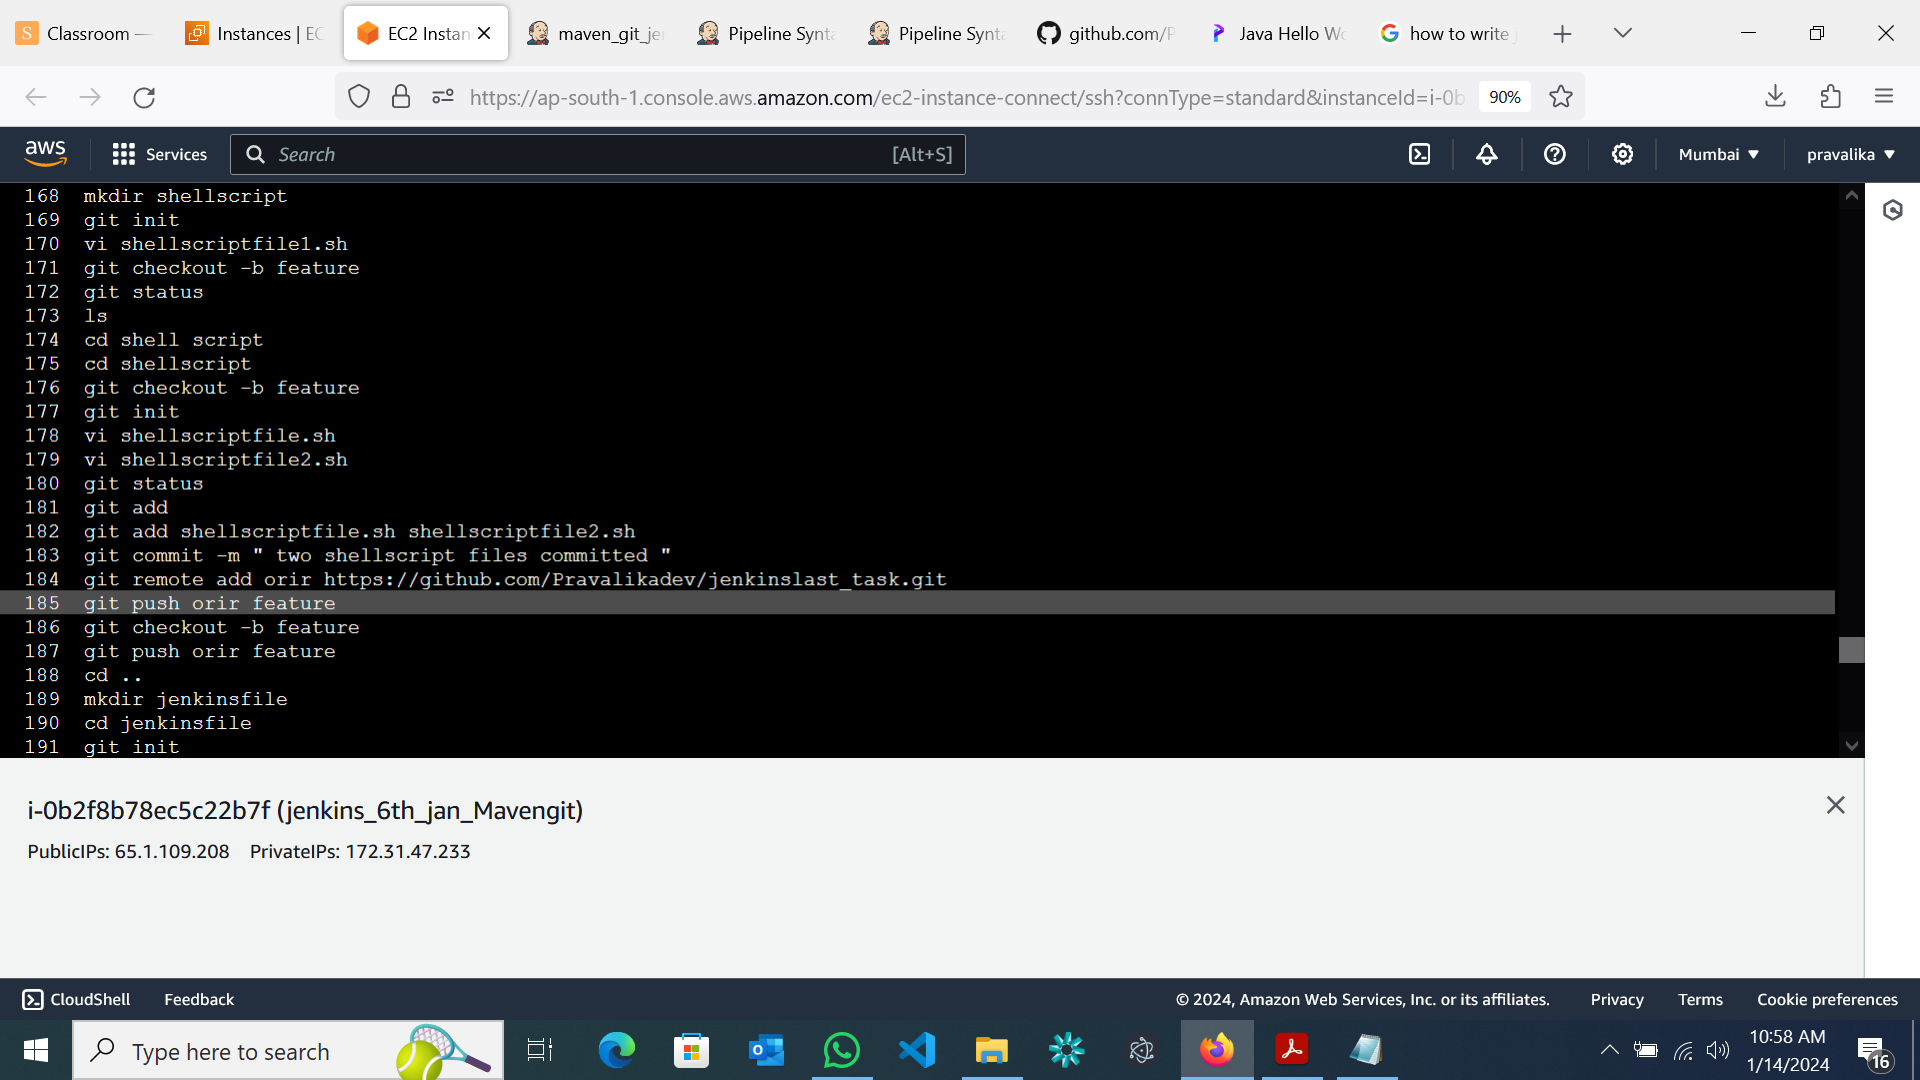 Classroom —
Instances | EC
EC2 Instan
maven_git_je
Pipeline Synta
Pipeline Synta
github.com/P
Java Hello Wo
how to write j
https://ap-south-1.console.aws.amazon.com/ec2-instance-connect/ssh?connType=standard&instanceId=i-0b
90%
aws
Services
Search
[Alt+S]
Mumbai
pravalika
168 mkdir shellscript
169 git init
170 vi shellscriptfile1.sh
171 git checkout -b feature
172 git status
173 ls
174 cd shell script
175 cd shellscript
176 git checkout -b feature
177 git init
178 vi shellscriptfile.sh
179 vi shellscriptfile2.sh
180 git status
181 git add
182 git add shellscriptfile.sh shellscriptfile2.sh
183 git commit -m " two shellscript files committed "
184 git remote add orir https://github.com/Pravalikadev/jenkinslast_task.git
185 git push orir feature
186 git checkout -b feature
187 git push orir feature
188 cd ..
189 mkdir jenkinsfile
190 cd jenkinsfile
191 git init
i-0b2f8b78ec5c22b7f (jenkins_6th_jan_Mavengit)
PublicIPs: 65.1.109.208 PrivateIPs: 172.31.47.233
CloudShell
Feedback
© 2024, Amazon Web Services, Inc. or its affiliates.
Privacy
Terms
Cookie preferences
Type here to search
10:58 AM
1/14/2024
16